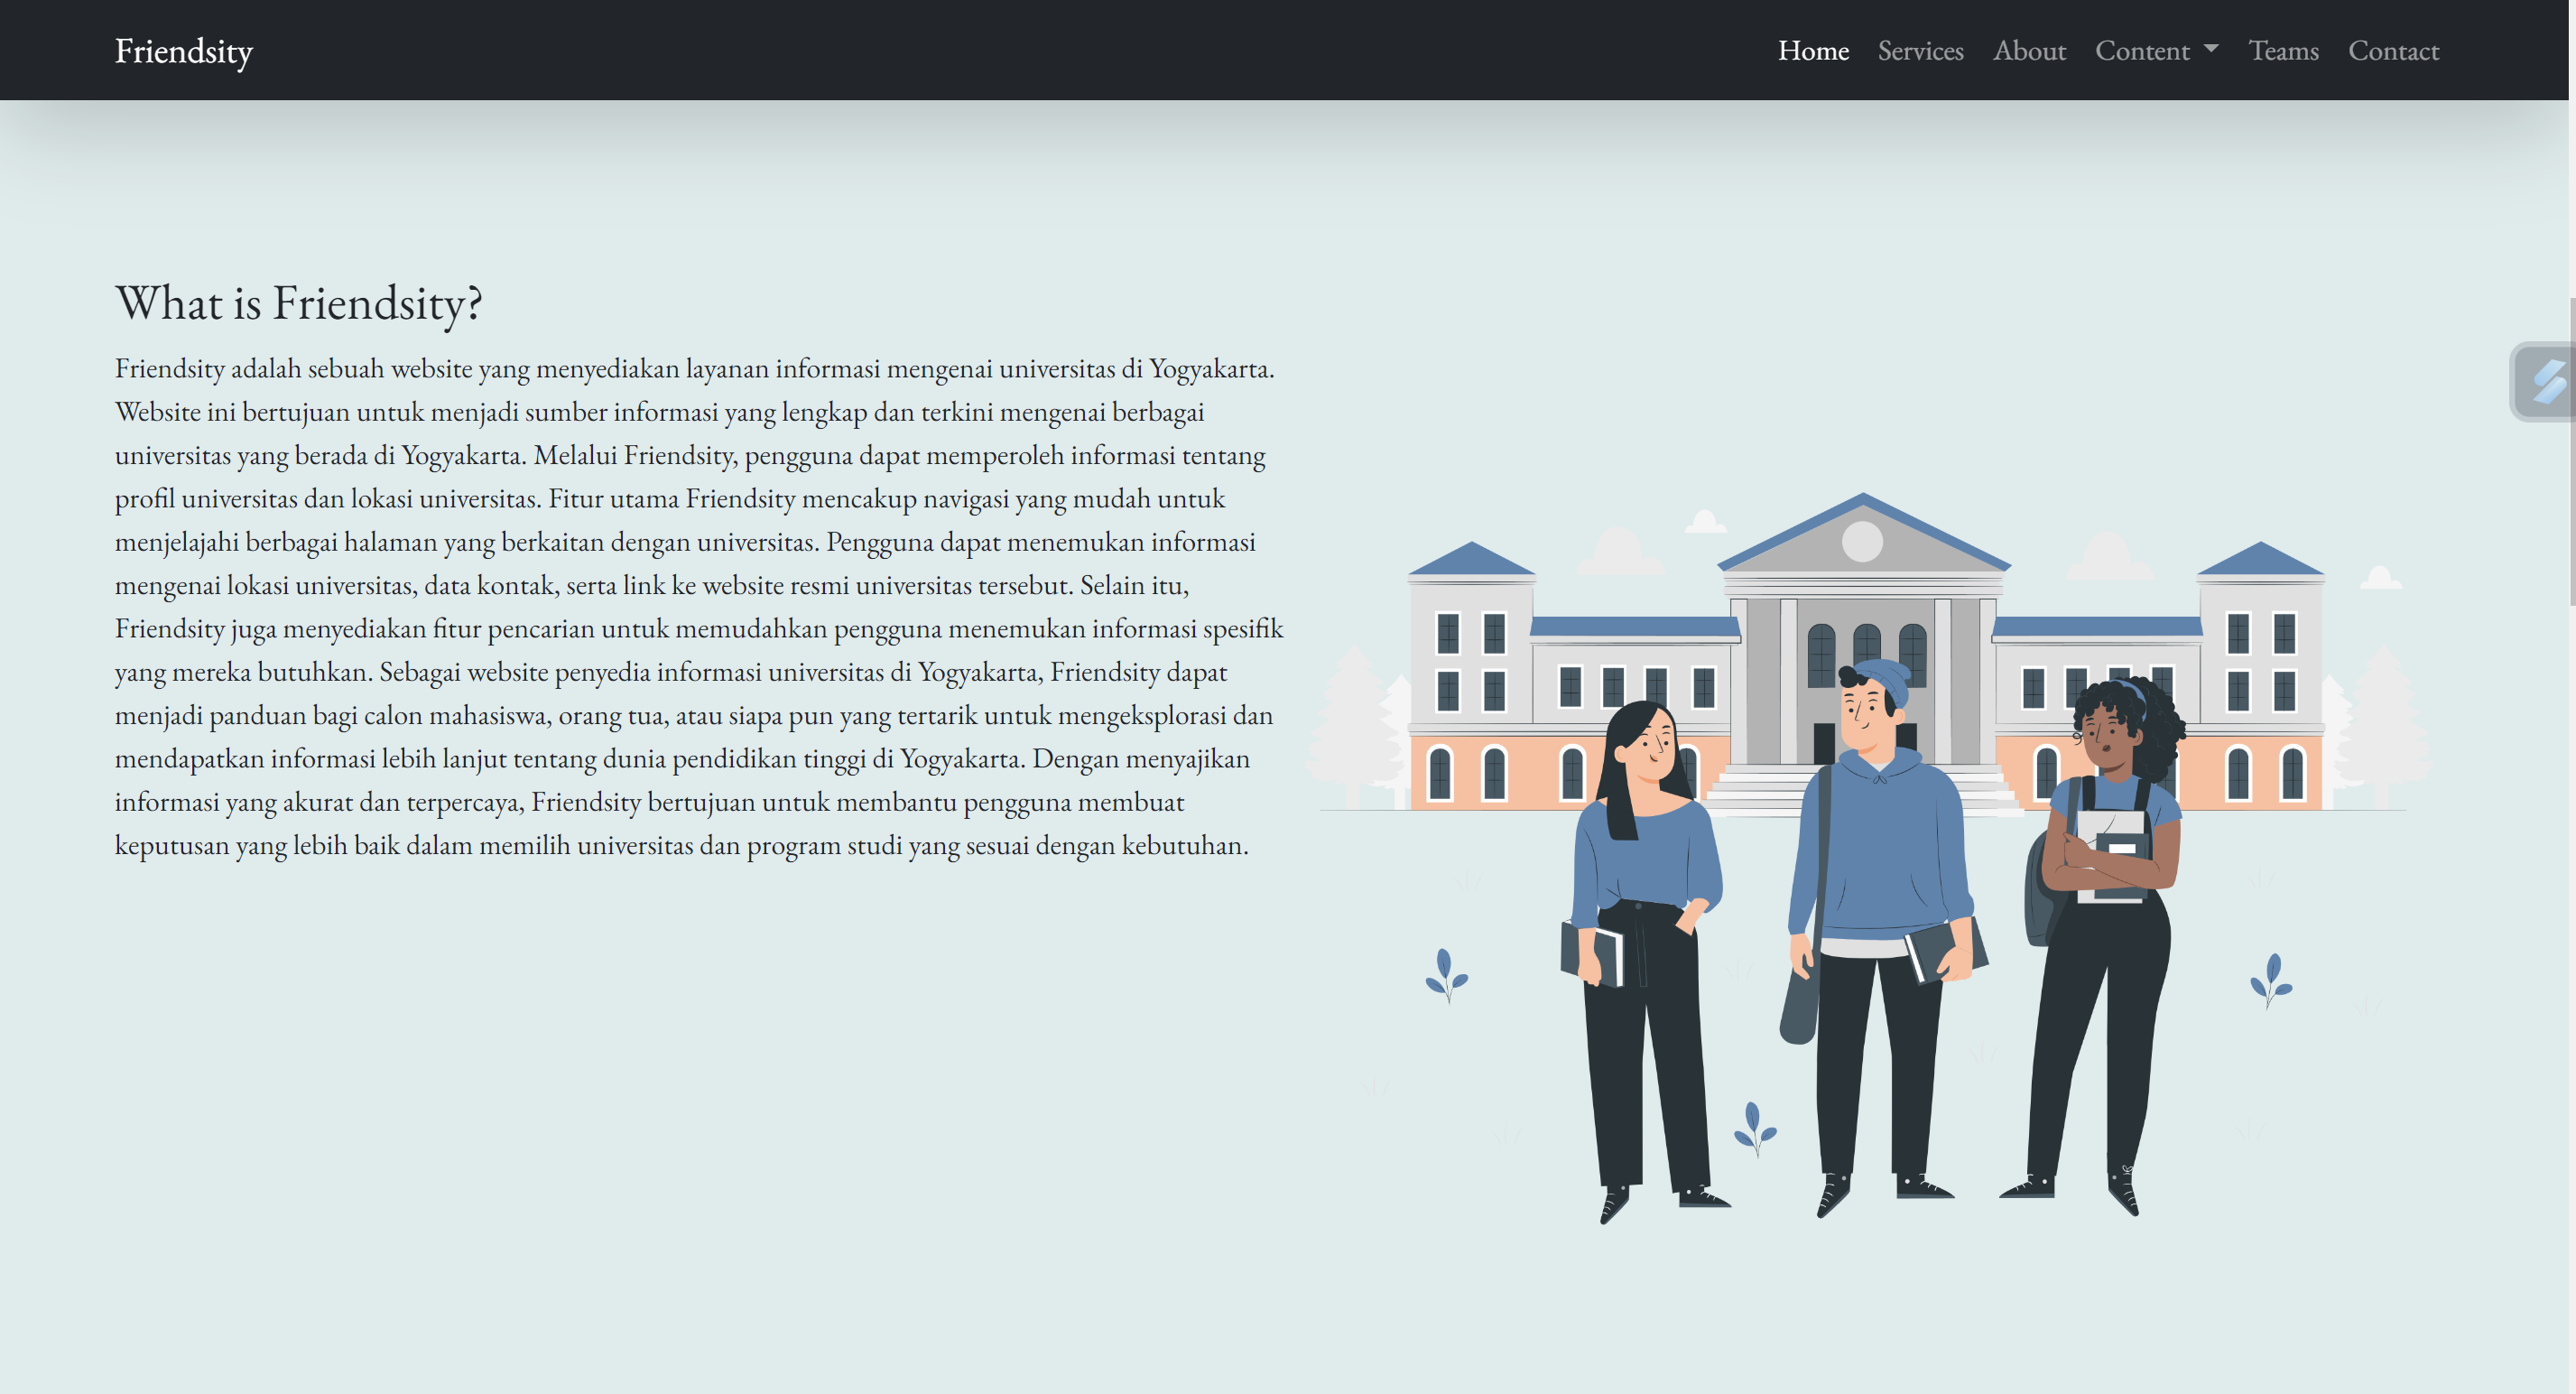 Friendsity
Home Services About Content Teams Contact
What is Friendsity?
Friendsity adalah sebuah website yang menyediakan layanan informasi mengenai universitas di Yogyakarta.
Website ini bertujuan untuk menjadi sumber informasi yang lengkap dan terkini mengenai berbagai
universitas yang berada di Yogyakarta. Melalui Friendsity, pengguna dapat memperoleh informasi tentang
profil universitas dan lokasi universitas. Fitur utama Friendsity mencakup navigasi yang mudah untuk
menjelajahi berbagai halaman yang berkaitan dengan universitas. Pengguna dapat menemukan informasi
mengenai lokasi universitas, data kontak, serta link ke website resmi universitas tersebut. Selain itu,
Friendsity juga menyediakan fitur pencarian untuk memudahkan pengguna menemukan informasi spesifik
yang mereka butuhkan. Sebagai website penyedia informasi universitas di Yogyakarta, Friendsity dapat
menjadi panduan bagi calon mahasiswa, orang tua, atau siapa pun yang tertarik untuk mengeksplorasi dan
mendapatkan informasi lebih lanjut tentang dunia pendidikan tinggi di Yogyakarta. Dengan menyajikan
informasi yang akurat dan terpercaya, Friendsity bertujuan untuk membantu pengguna membuat
keputusan yang lebih baik dalam memilih universitas dan program studi yang sesuai dengan kebutuhan.